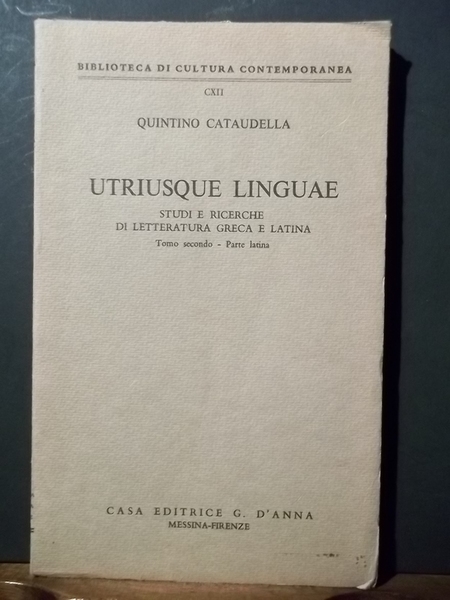 BIBLIOTECA DI CULTURA CONTEMPORANEA
CXII
QUINTINO CATAUDELLA
UTRIUSQUE LINGUAE
STUDI E RICERCHE
DI LETTERATURA GRECA E LATINA
Tomo secondo - Parte latina
CASA EDITRICE G. D'ANNA
MESSINA-FIRENZE